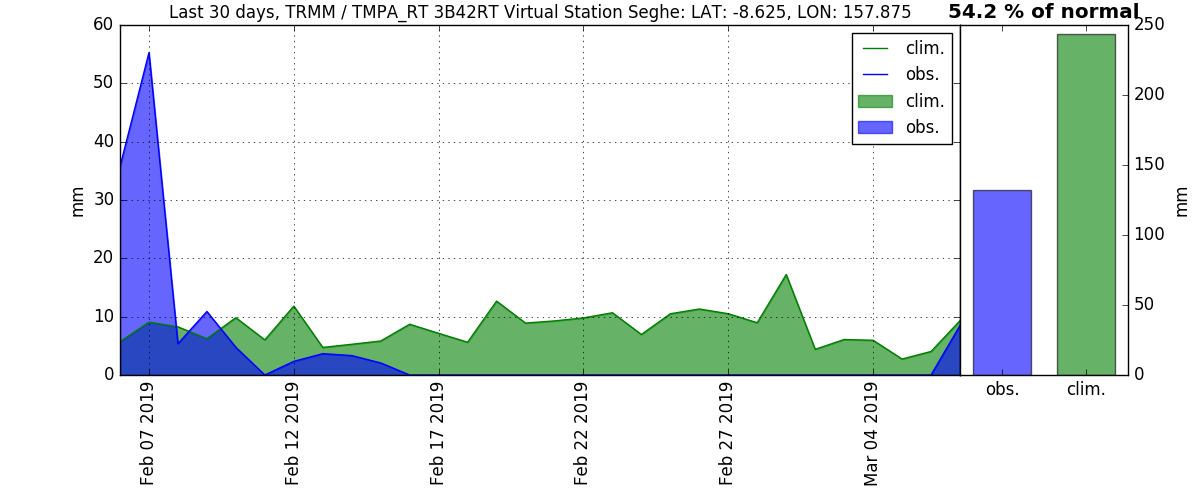 Last 30 days, TRMM / TMPA_RT 3B42RT Virtual Station Seghe: LAT: -8.625, LON: 157.875
54.2 % of normal
60
50
40
30
20
10
0
mm
clim.
obs.
clim.
obs.
Feb 07 2019
Feb 12 2019
Feb 17 2019
Feb 22 2019
Feb 27 2019
Mar 04 2019
250
200
150
100
50
0
mm
obs.
clim.